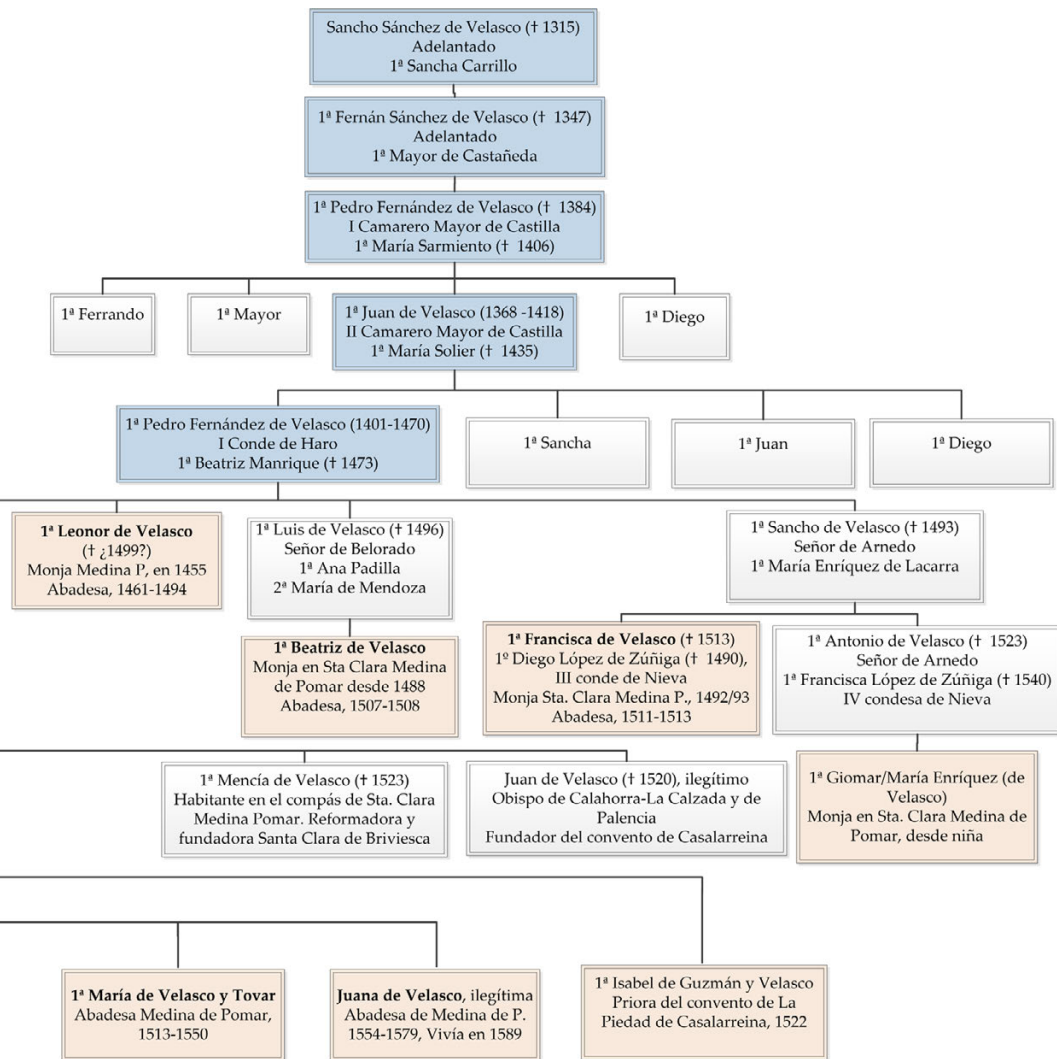 Sancho Sánchez de Velasco († 1315)
Adelantado
1ª Sancha Carrillo
1ª Fernán Sánchez de Velasco († 1347)
Adelantado
1ª Mayor de Castañeda
1ª Pedro Fernández de Velasco († 1384)
I Camarero Mayor de Castilla
1ª María Sarmiento († 1406)
1ª Ferrando
1ª Mayor
1ª Juan de Velasco (1368 -1418)
II Camarero Mayor de Castilla
1ª María Solier († 1435)
1ª Diego
1ª Pedro Fernández de Velasco (1401-1470)
I Conde de Haro
1ª Beatriz Manrique († 1473)
1ª Sancha
1ª Juan
1ª Diego
1ª Leonor de Velasco
(† ¿1499?)
Monja Medina P, en 1455
Abadesa, 1461-1494
1ª Luis de Velasco († 1496)
Señor de Belorado
1ª Ana Padilla
2ª María de Mendoza
1ª Sancho de Velasco († 1493)
Señor de Arnedo
1ª María Enríquez de Lacarra
1ª Beatriz de Velasco
Monja en Sta Clara Medina
de Pomar desde 1488
Abadesa, 1507-1508
1ª Francisca de Velasco († 1513)
1º Diego López de Zúñiga († 1490),
III conde de Nieva
Monja Sta. Clara Medina P., 1492/93
Abadesa, 1511-1513
1ª Antonio de Velasco († 1523)
Señor de Arnedo
1ª Francisca López de Zúñiga († 1540)
IV condesa de Nieva
1ª Mencía de Velasco († 1523)
Habitante en el compás de Sta. Clara
Medina Pomar. Reformadora y
fundadora Santa Clara de Briviesca
Juan de Velasco († 1520), ilegítimo
Obispo de Calahorra-La Calzada y de
Palencia
Fundador del convento de Casalarreina
1ª Giomar/María Enríquez (de
Velasco)
Monja en Sta. Clara Medina de
Pomar, desde niña
1ª María de Velasco y Tovar
Abadesa Medina de Pomar,
1513-1550
Juana de Velasco, ilegítima
Abadesa de Medina de P.
1554-1579, Vivía en 1589
1ª Isabel de Guzmán y Velasco
Priora del convento de La
Piedad de Casalarreina, 1522